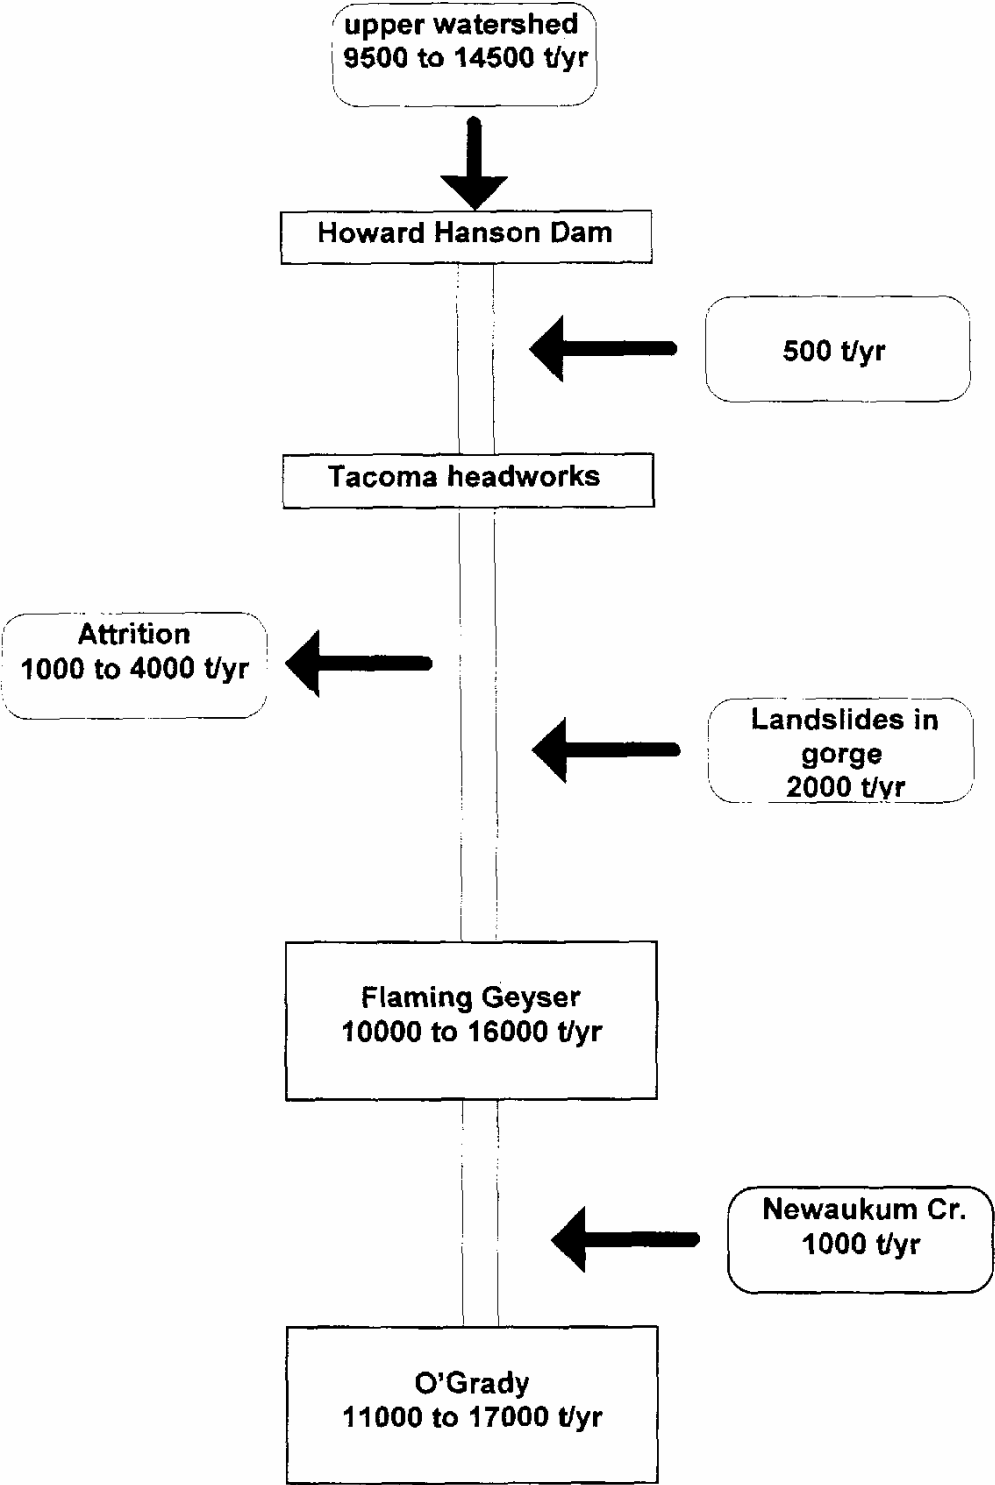 upper watershed
9500 to 14500 t/yr
Howard Hanson Dam
500 t/yr
Tacoma headworks
Attrition
1000 to 4000 t/yr
Landslides in
gorge
2000 t/yr
Flaming Geyser
10000 to 16000 t/yr
Newaukum Cr.
1000 t/yr
O'Grady
11000 to 17000 t/yr